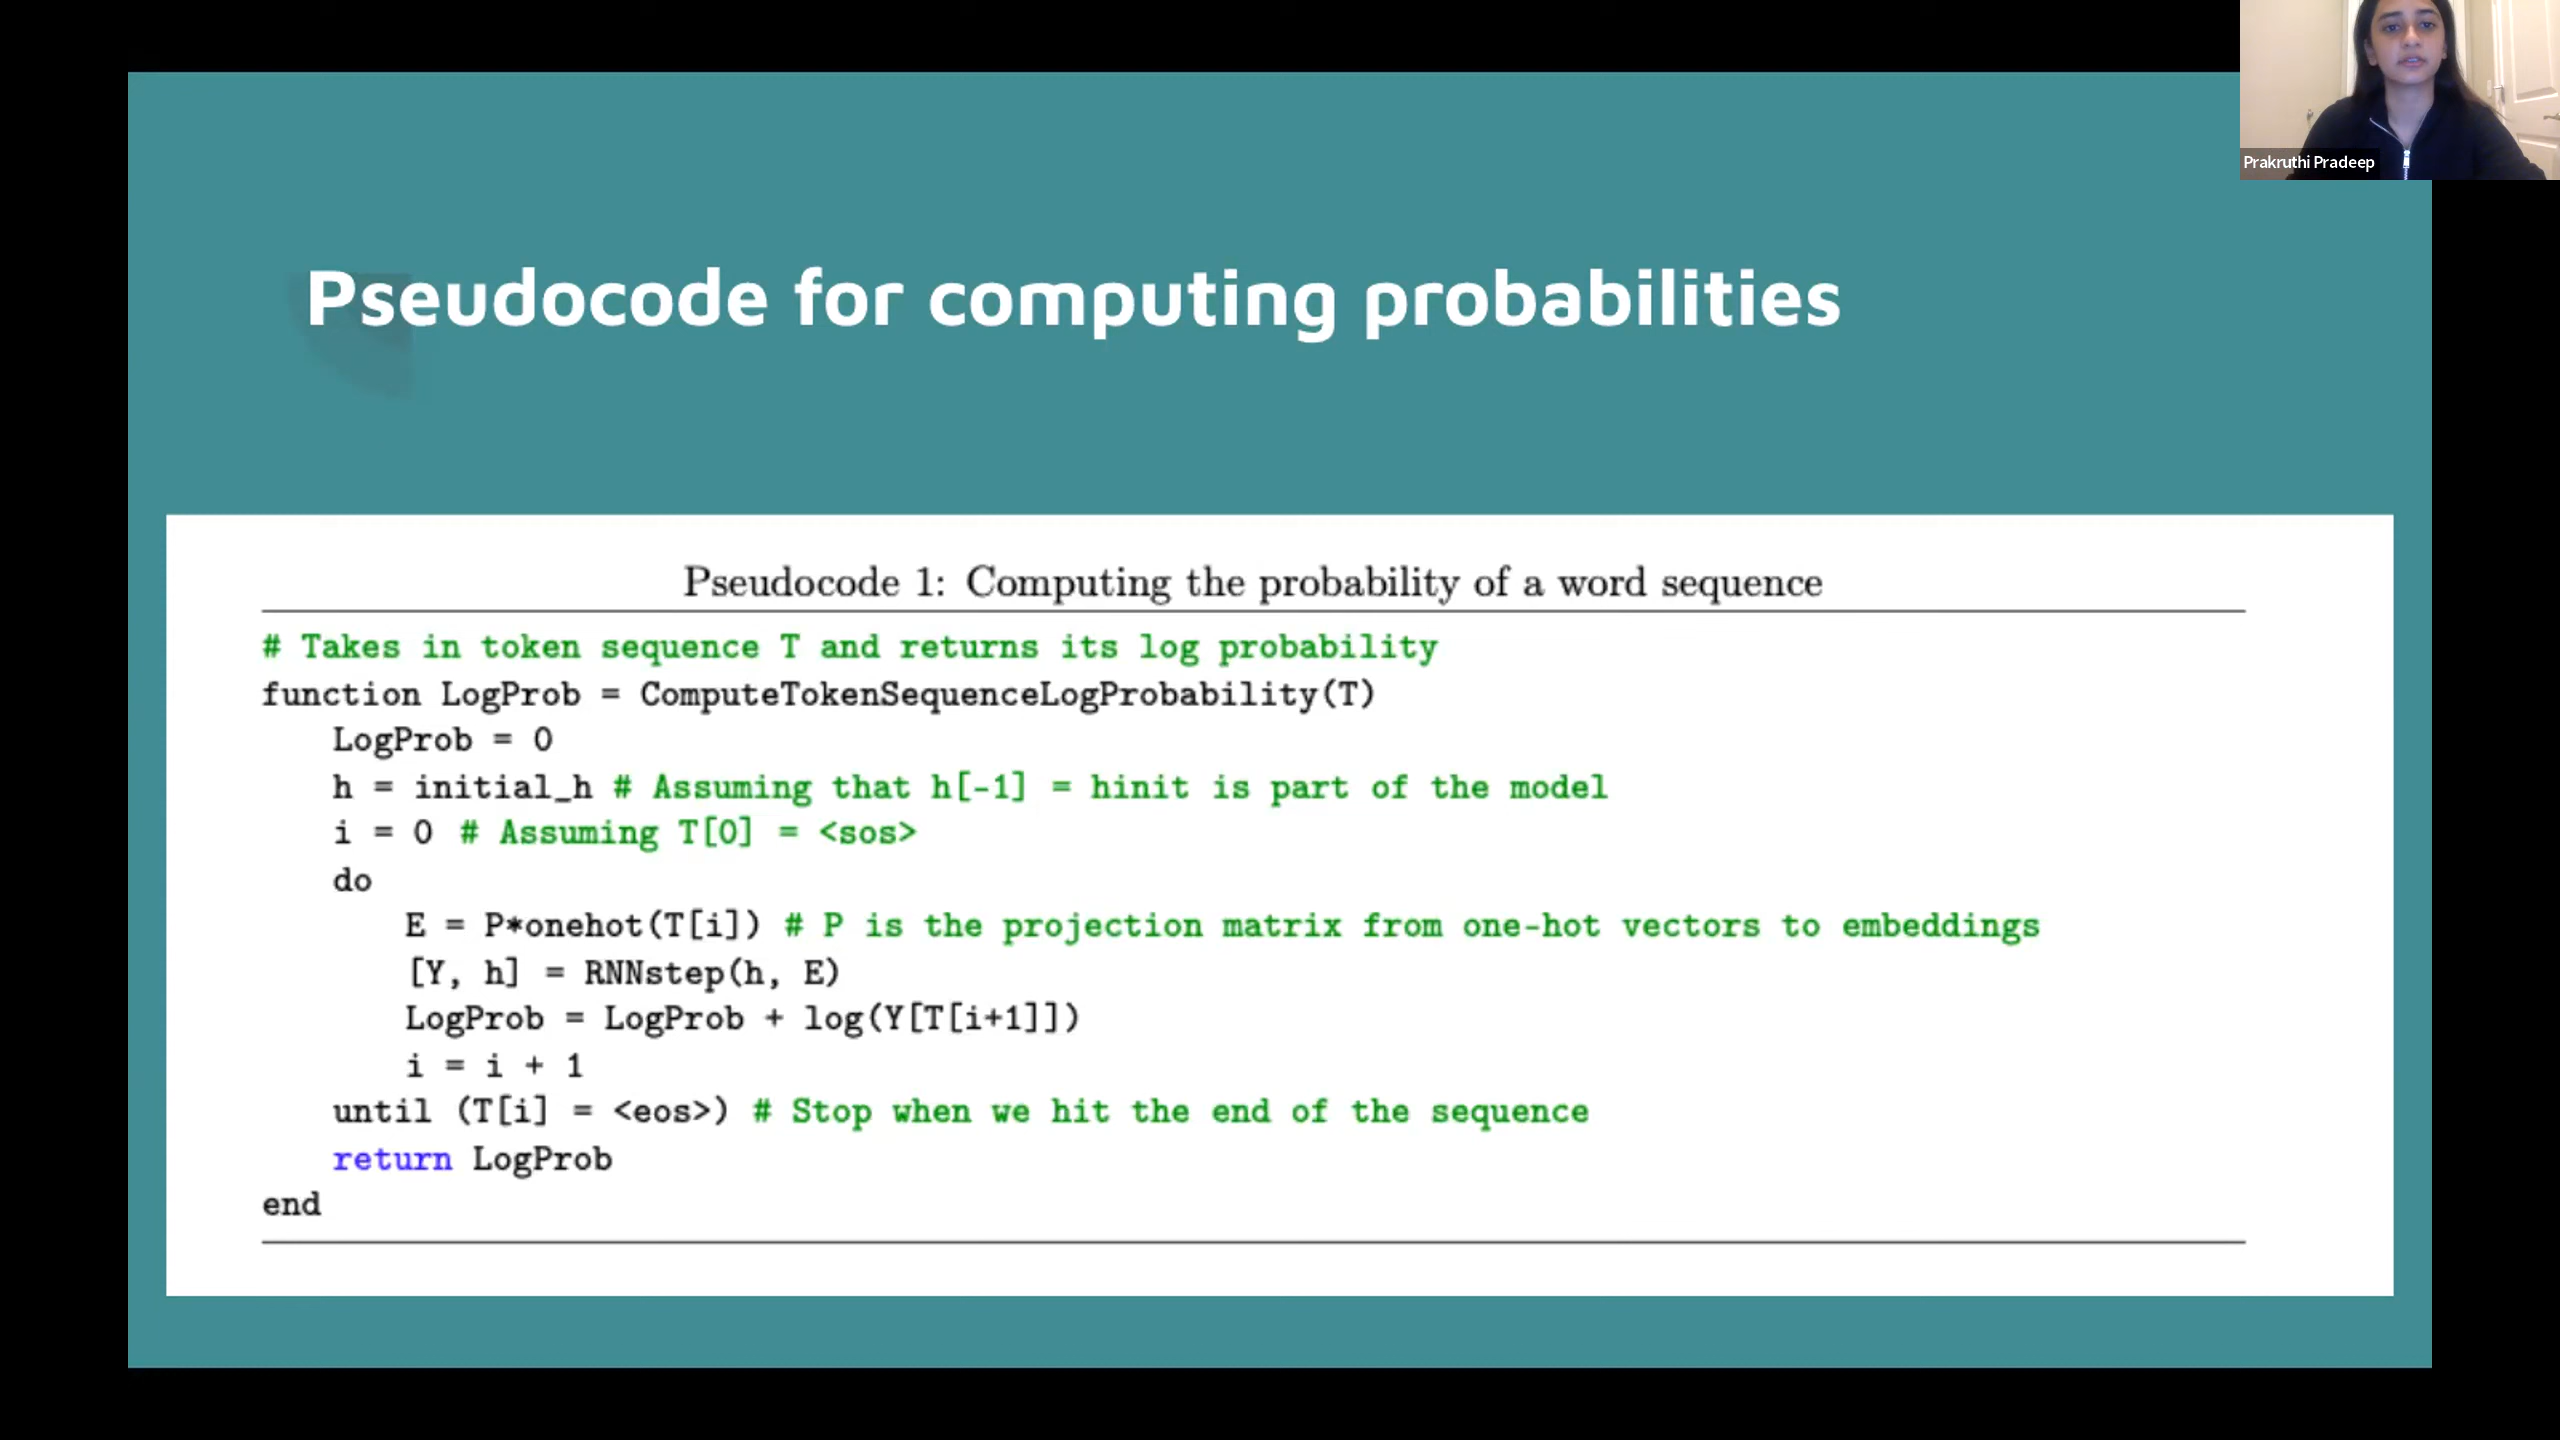 Prakruthi Pradeep
Pseudocode for computing probabilities
Pseudocode 1: Computing the probability of a word sequence
# Takes in token sequence T and returns its log probability
function LogProb = ComputeTokenSequenceLogProbability(T)
LogProb = 0
h = initial_h # Assuming that h[-1] = hinit is part of the model
i = 0 # Assuming T[0] = <sos>
do
E = P*onehot(T[i]) # P is the projection matrix from one-hot vectors to embeddings
[Y, h] = RNNstep(h, E)
LogProb = LogProb + log(Y[T[i+1]])
i = i + 1
until (T[i] = <eos>) # Stop when we hit the end of the sequence
return LogProb
end